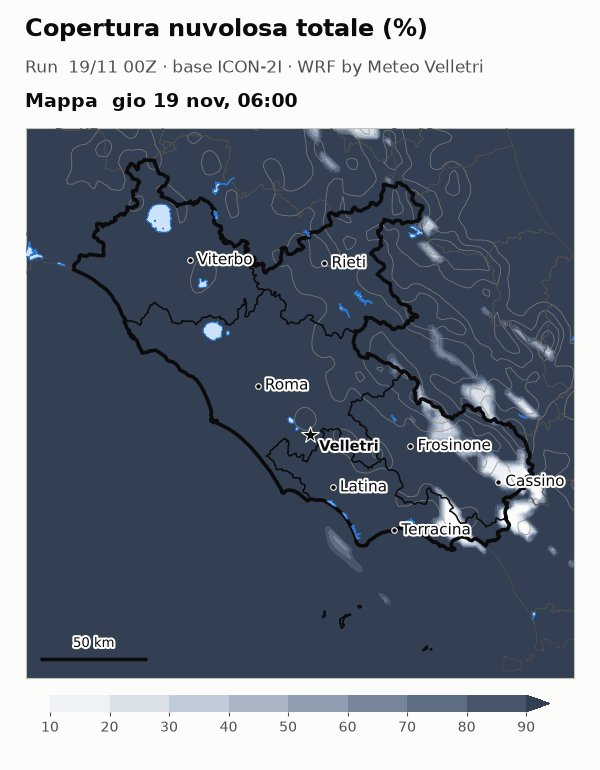 Copertura nuvolosa totale (%)
Run  19/11 00Z · base ICON-2I · WRF by Meteo Velletri
Mappa  gio 19 nov, 06:00
Viterbo
Rieti
Roma
Velletri
Frosinone
Cassino
Latina
Terracina
50 km
10 20 30 40 50 60 70 80 90